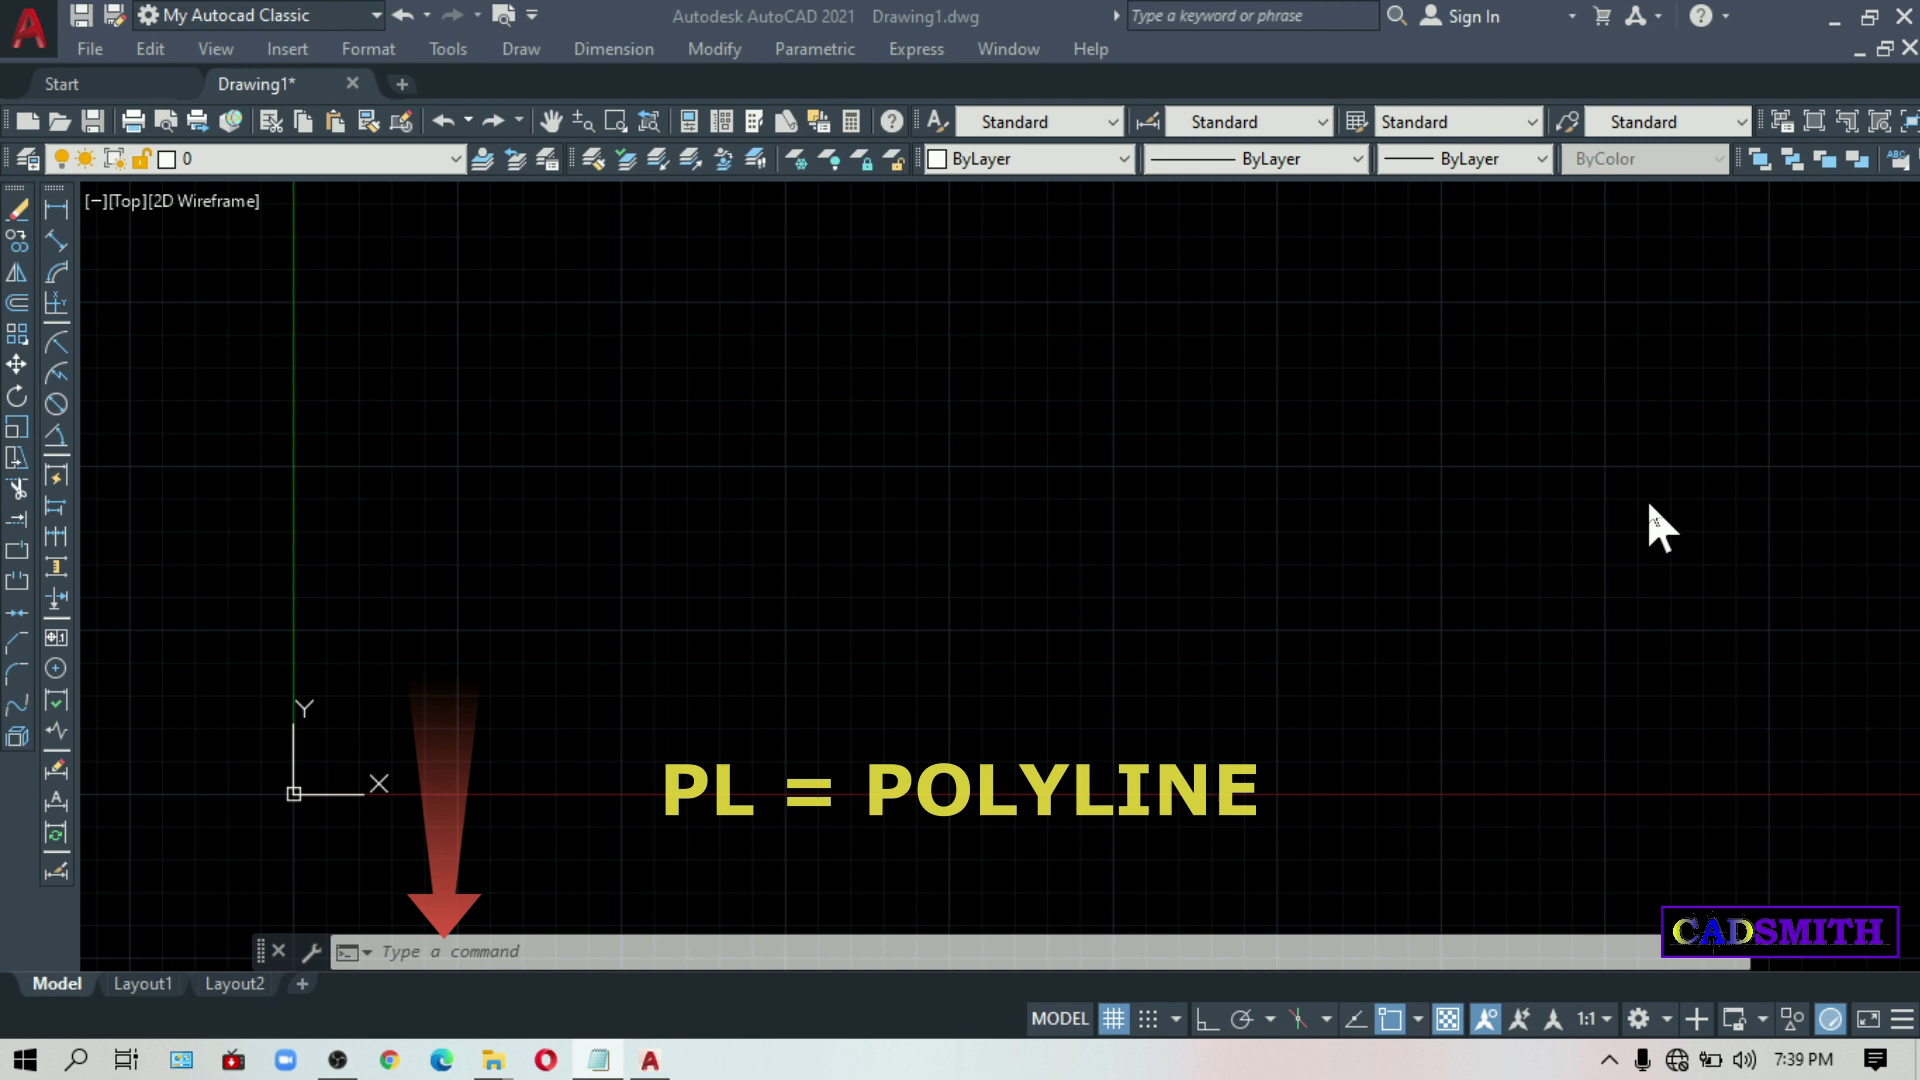 My Autocad Classic
Autodesk AutoCAD 2021 Drawing1.dwg
Type a keyword or phrase
Sign In
File Edit View Insert Format Tools Draw Dimension Modify Parametric Express Window Help
Start Drawing1*
Standard Standard Standard Standard
0 ByLayer ByLayer ByLayer ByColor
[−][Top][2D Wireframe]
Y
X
PL = POLYLINE
CADSMITH
Type a command
Model Layout1 Layout2
MODEL 1:1
7:39 PM